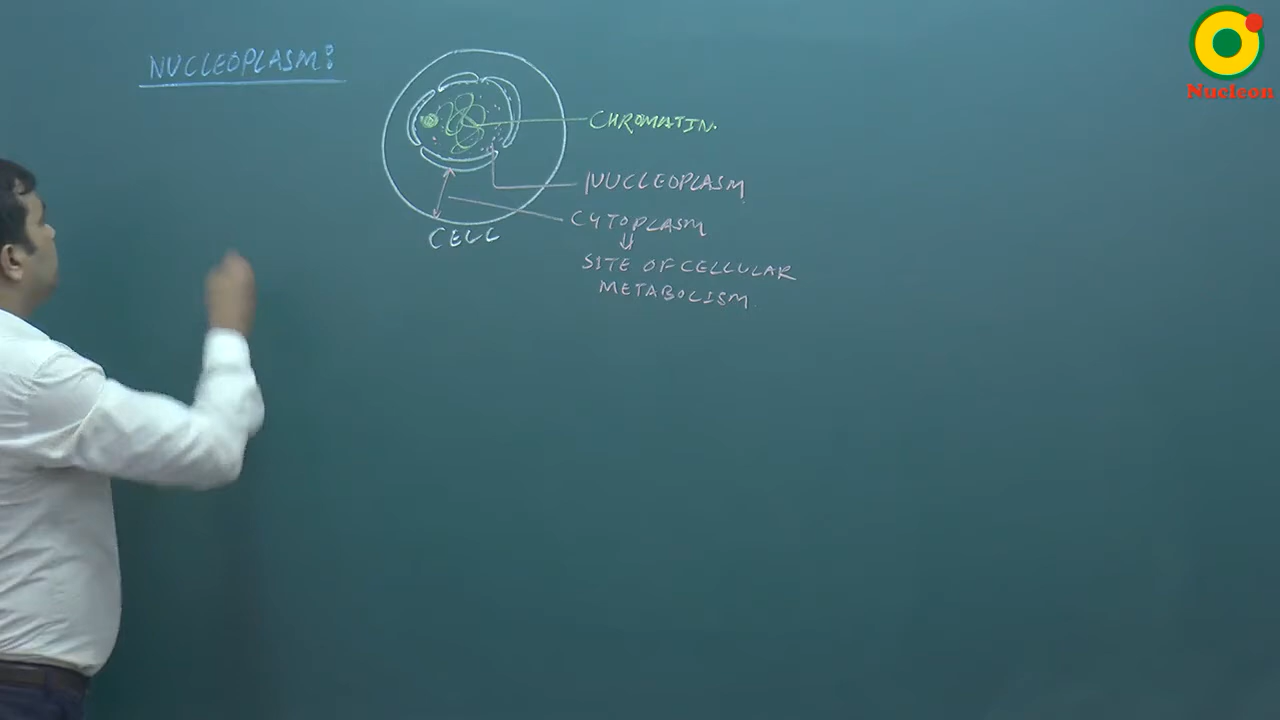 NUCLEOPLASM:
CHROMATIN.
NUCLEOPLASM
CYTOPLASM
CELL
SITE OF CELLULAR
METABOLISM.
Nucleon